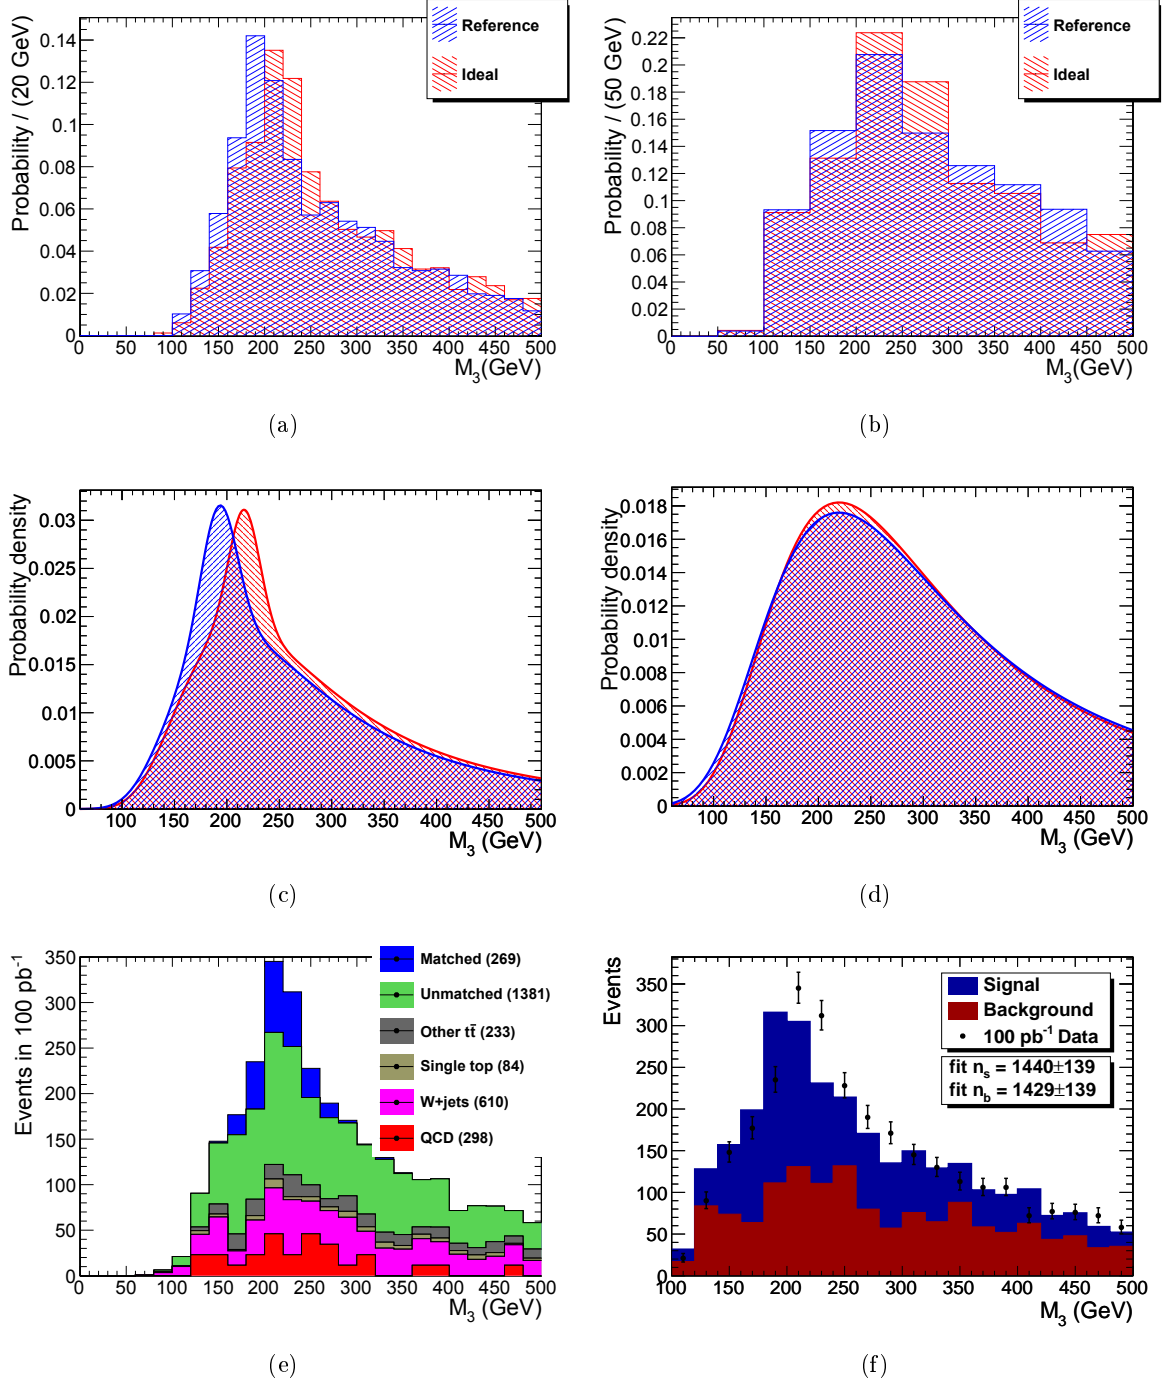 Probability / (20 GeV)
0.14
0.12
0.1
0.08
0.06
0.04
0.02
0
0 50 100 150 200 250 300 350 400 450 500
M3(GeV)
Reference
Ideal
(a)
Probability / (50 GeV)
0.22
0.2
0.18
0.16
0.14
0.12
0.1
0.08
0.06
0.04
0.02
0
0 50 100 150 200 250 300 350 400 450 500
M3(GeV)
Reference
Ideal
(b)
Probability density
0.03
0.025
0.02
0.015
0.01
0.005
0
100 150 200 250 300 350 400 450 500
M3 (GeV)
(c)
Probability density
0.018
0.016
0.014
0.012
0.01
0.008
0.006
0.004
0.002
0
100 150 200 250 300 350 400 450 500
M3 (GeV)
(d)
Events in 100 pb-1
350
300
250
200
150
100
50
0
0 50 100 150 200 250 300 350 400 450 500
M3 (GeV)
Matched (269)
Unmatched (1381)
Other tt̄ (233)
Single top (84)
W+jets (610)
QCD (298)
(e)
Events
350
300
250
200
150
100
50
0
100 150 200 250 300 350 400 450 500
M3 (GeV)
Signal
Background
100 pb-1 Data
fit ns = 1440±139
fit nb = 1429±139
(f)